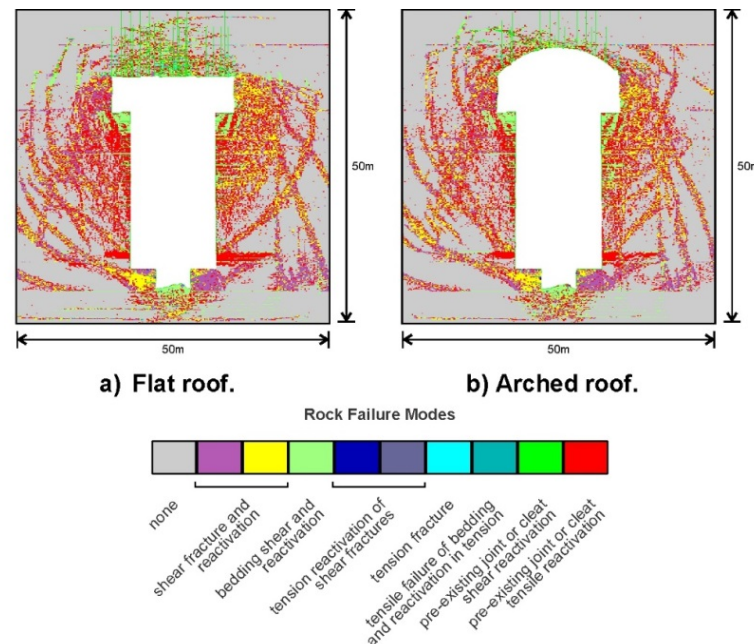 50m
50m
50m
50m
a) Flat roof.
b) Arched roof.
Rock Failure Modes
none
shear fracture and
reactivation
bedding shear and
reactivation
tension reactivation of
shear fractures
tension fracture
tensile failure of bedding
and reactivation in tension
pre-existing joint or cleat
shear reactivation
pre-existing joint or cleat
tensile reactivation